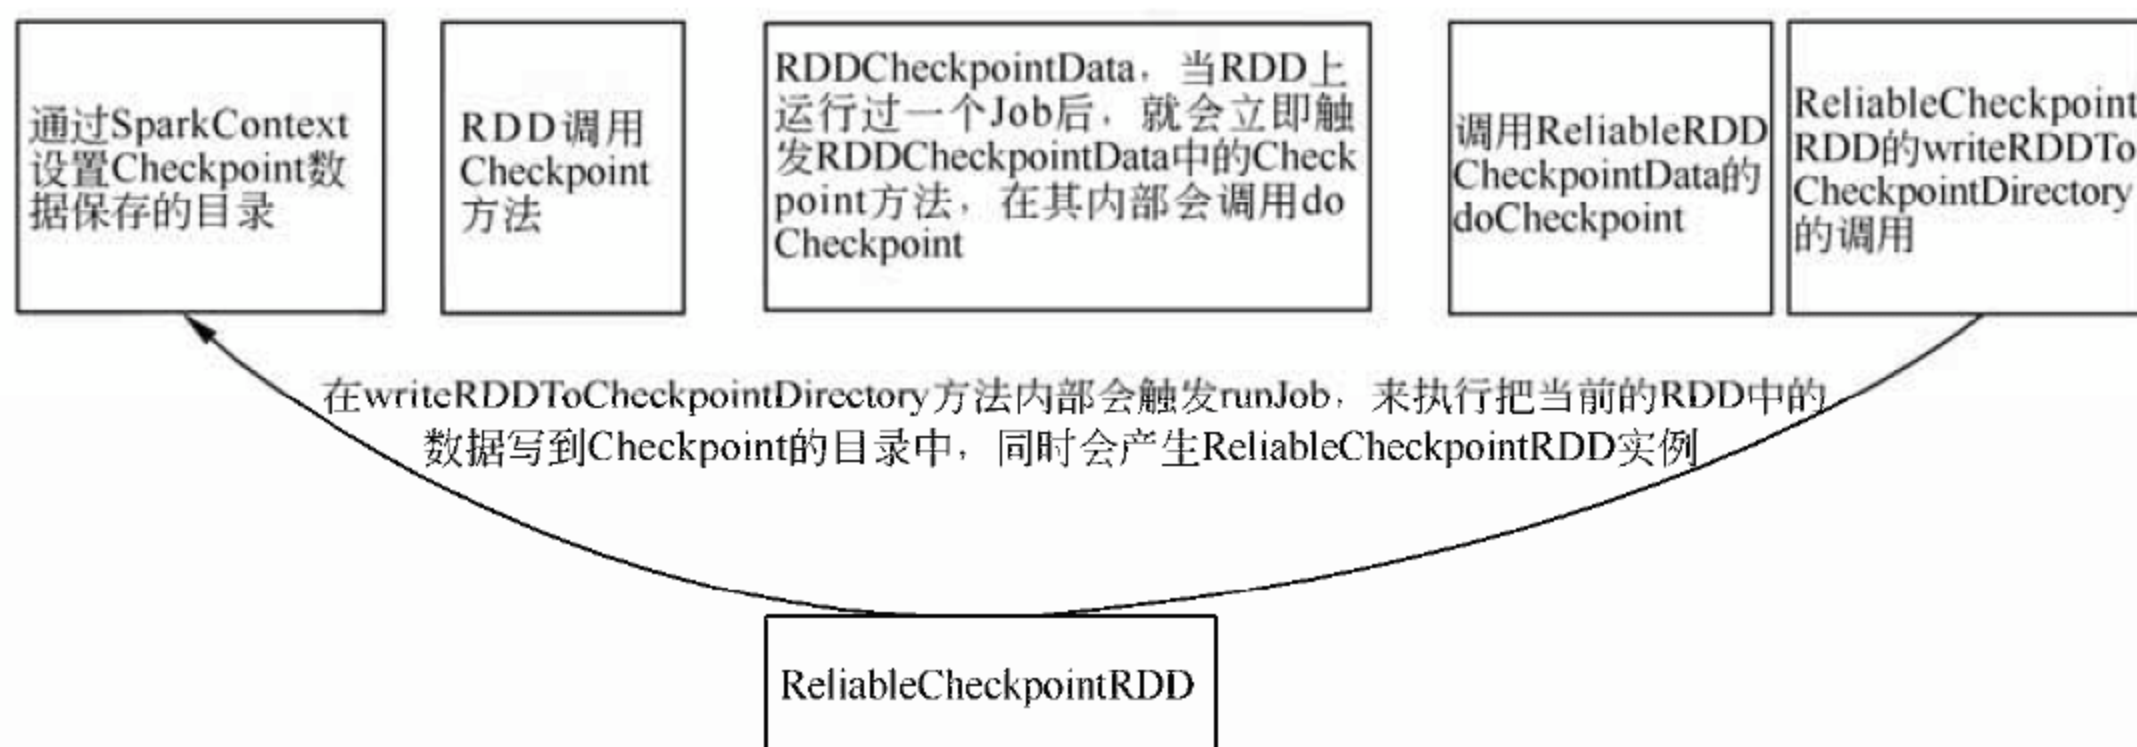 通过SparkContext
设置Checkpoint数
据保存的目录
RDD调用
Checkpoint
方法
RDDCheckpointData，当RDD上
运行过一个Job后，就会立即触
发RDDCheckpointData中的Check
point方法，在其内部会调用do
Checkpoint
调用ReliableRDD
CheckpointData的
doCheckpoint
ReliableCheckpoint
RDD的writeRDDTo
CheckpointDirectory
的调用
在writeRDDToCheckpointDirectory方法内部会触发runJob，来执行把当前的RDD中的
数据写到Checkpoint的目录中，同时会产生ReliableCheckpointRDD实例
ReliableCheckpointRDD